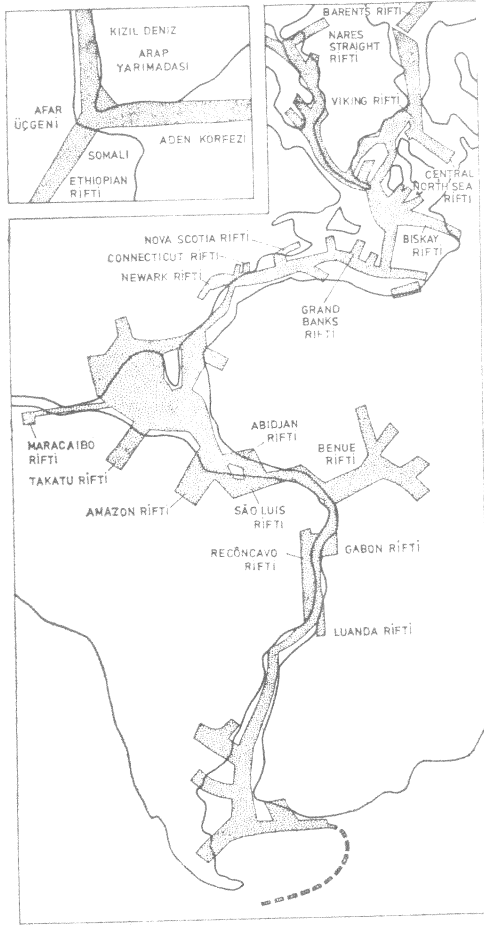 KIZIL DENİZ
ARAP
YARIMADASI
AFAR
ÜÇGENİ
ADEN KÖRFEZİ
SOMALİ
ETHIOPIAN
RİFTİ
BARENTS RİFTİ
NARES
STRAIGHT
RİFTİ
VIKING RİFTİ
CENTRAL
NORTH SEA
RİFTİ
BISKAY
RİFTİ
NOVA SCOTIA RİFTİ
CONNECTICUT RİFTİ
NEWARK RİFTİ
GRAND
BANKS
RİFTİ
ABIDJAN
RİFTİ
BENUE
RİFTİ
MARACAIBO
RİFTİ
TAKATU RİFTİ
AMAZON RİFTİ
SÃO LUIS
RİFTİ
RECÔNCAVO
RİFTİ
GABON RİFTİ
LUANDA RİFTİ